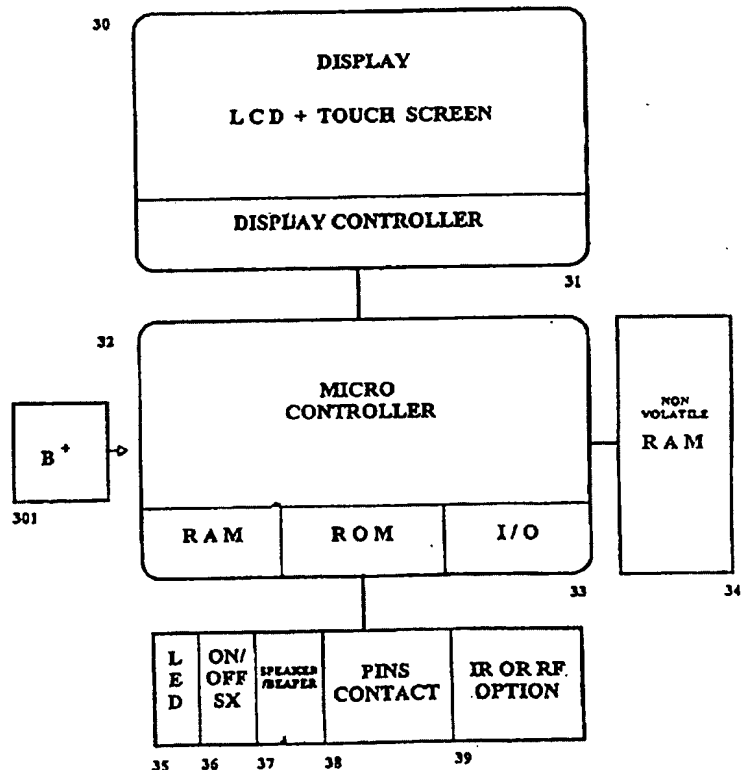 30
DISPLAY
LCD + TOUCH SCREEN
DISPLAY CONTROLLER
31
32
MICRO
CONTROLLER
NON
VOLATILE
RAM
B+
301
RAM
ROM
I/O
33
34
L
E
D
ON/
OFF
SX
SPEAKER
/BEAPER
PINS
CONTACT
IR OR RF
OPTION
35
36
37
38
39